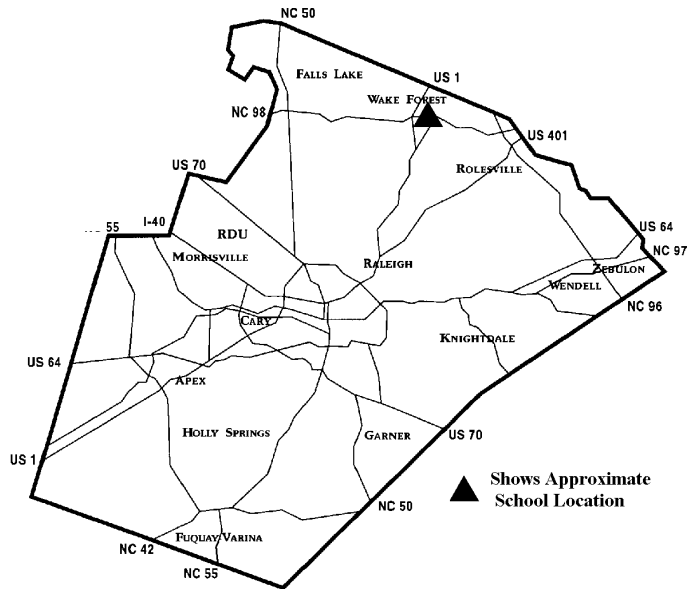 NC 50
FALLS LAKE
US 1
WAKE FOREST
NC 98
US 401
US 70
ROLESVILLE
55
I-40
RDU
MORRISVILLE
US 64
NC 97
RALEIGH
ZEBULON
WENDELL
NC 96
CARY
KNIGHTDALE
US 64
APEX
HOLLY SPRINGS
GARNER
US 70
US 1
Shows Approximate
School Location
NC 50
FUQUAY VARINA
NC 42
NC 55